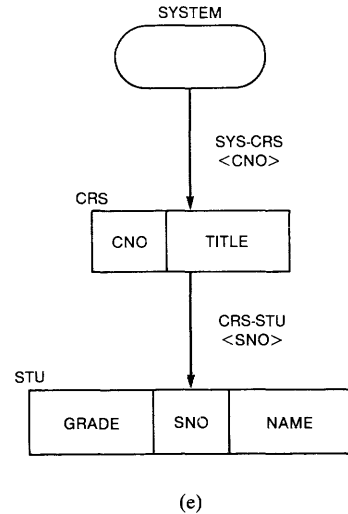 SYSTEM
SYS-CRS
<CNO>
CRS
CNO TITLE
CRS-STU
<SNO>
STU
GRADE SNO NAME
(e)